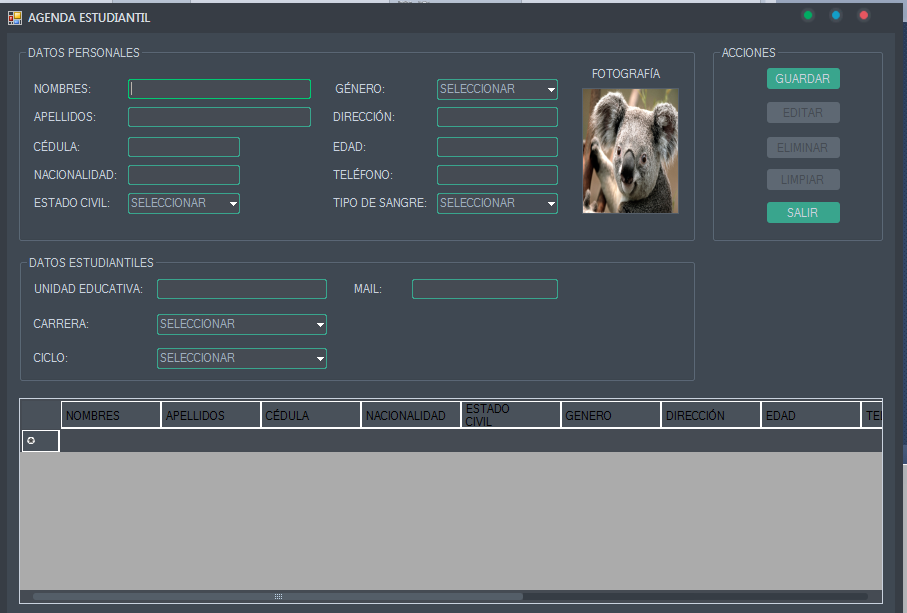 AGENDA ESTUDIANTIL
DATOS PERSONALES
NOMBRES:
APELLIDOS:
CÉDULA:
NACIONALIDAD:
ESTADO CIVIL: SELECCIONAR
GÉNERO: SELECCIONAR
DIRECCIÓN:
EDAD:
TELÉFONO:
TIPO DE SANGRE: SELECCIONAR
FOTOGRAFÍA
ACCIONES
GUARDAR
EDITAR
ELIMINAR
LIMPIAR
SALIR
DATOS ESTUDIANTILES
UNIDAD EDUCATIVA:
MAIL:
CARRERA: SELECCIONAR
CICLO: SELECCIONAR
NOMBRES APELLIDOS CÉDULA NACIONALIDAD ESTADO CIVIL GENERO DIRECCIÓN EDAD